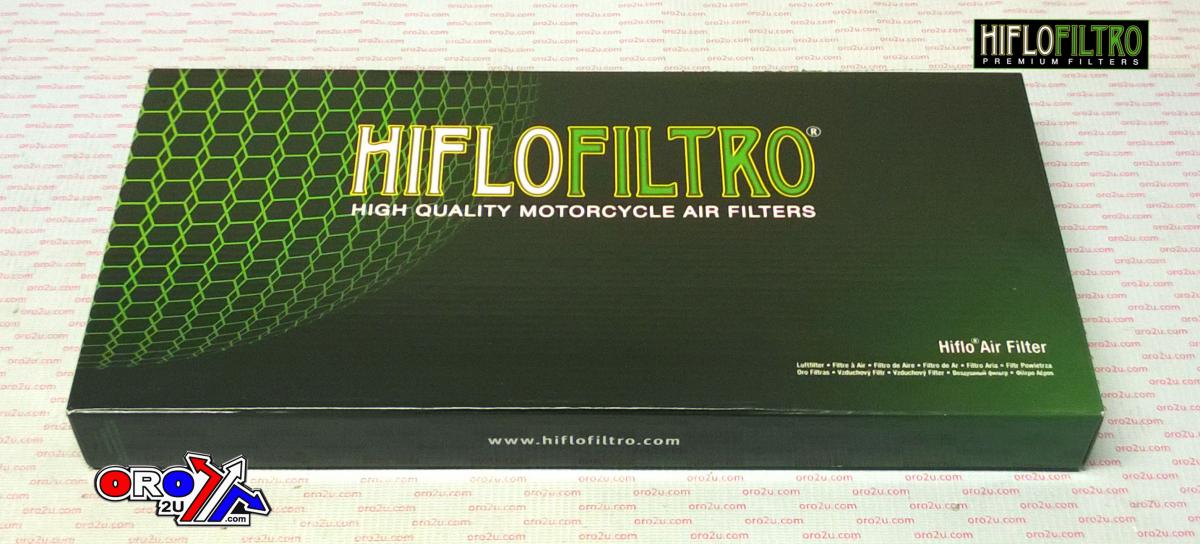 HIFLOFILTRO
PREMIUM FILTERS
HIFLOFILTRO®
HIGH QUALITY MOTORCYCLE AIR FILTERS
Hiflo® Air Filter
Luftfilter • Filtre à Air • Filtro de Aire • Filtro de Ar • Filtro Aria • Filtr Powietrza
Oro Filtras • Vzduchový Filtr • Vzduchový Filter • Воздушный фильтр • Φίλτρο Αέρος
www.hiflofiltro.com
ORO
2U
.com
oro2u.com